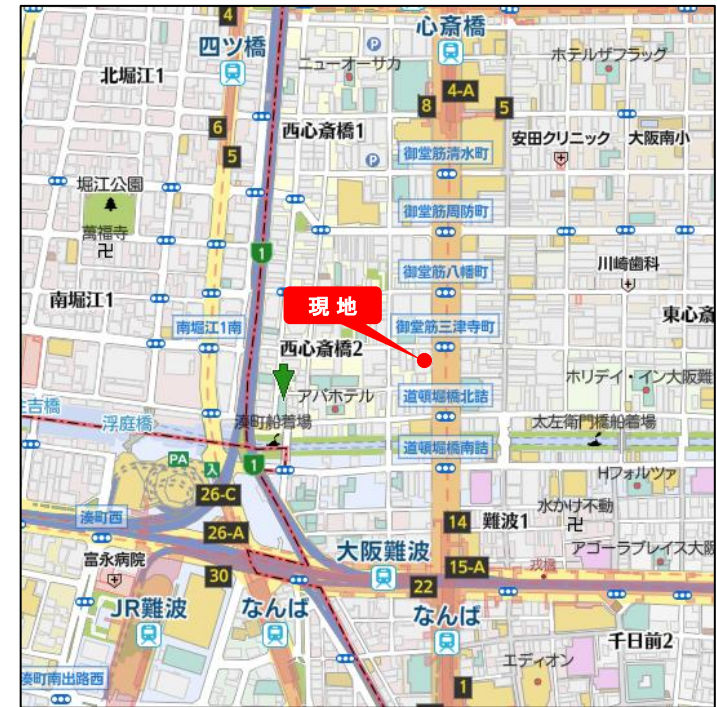 4
心斎橋
四ツ橋
ホテルザフラッグ
ニューオーサカ
北堀江1
4-A
8
5
6
西心斎橋1
安田クリニック
大阪南小
5
御堂筋清水町
堀江公園
御堂筋周防町
萬福寺
1
川崎歯科
御堂筋八幡町
南堀江1
現地
東心斎
南堀江1南
御堂筋三津寺町
西心斎橋2
ホリデイ・イン大阪難
アパホテル
道頓堀橋北詰
吉橋
浮庭橋
湊町船着場
太左衛門橋船着場
道頓堀橋南詰
PA
入
1
Hフォルツァ
26-C
水かけ不動
湊町西
14
難波1
26-A
大阪難波
アゴーラプレイス大阪
富永病院
30
15-A
戎橋
22
JR難波
なんば
なんば
千日前2
エディオン
湊町南出路西
1